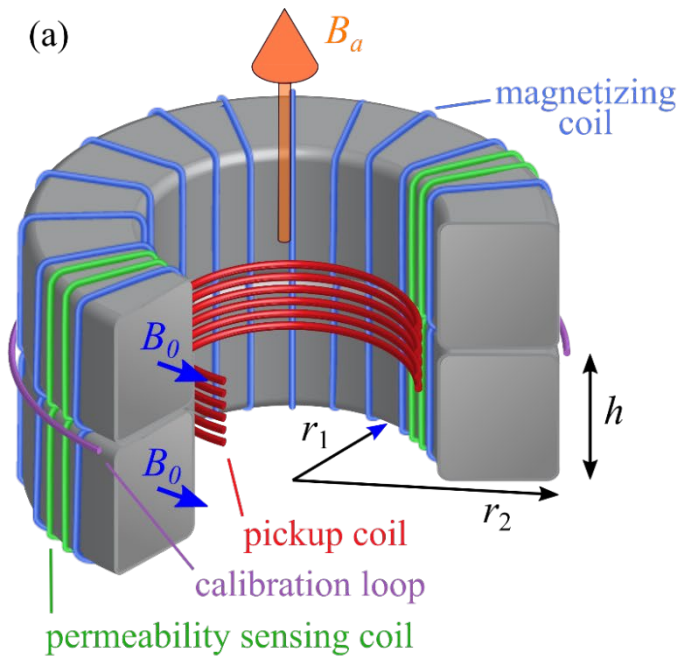 (a)
B_a
magnetizing
coil
B_0
B_0
r_1
h
r_2
pickup coil
calibration loop
permeability sensing coil